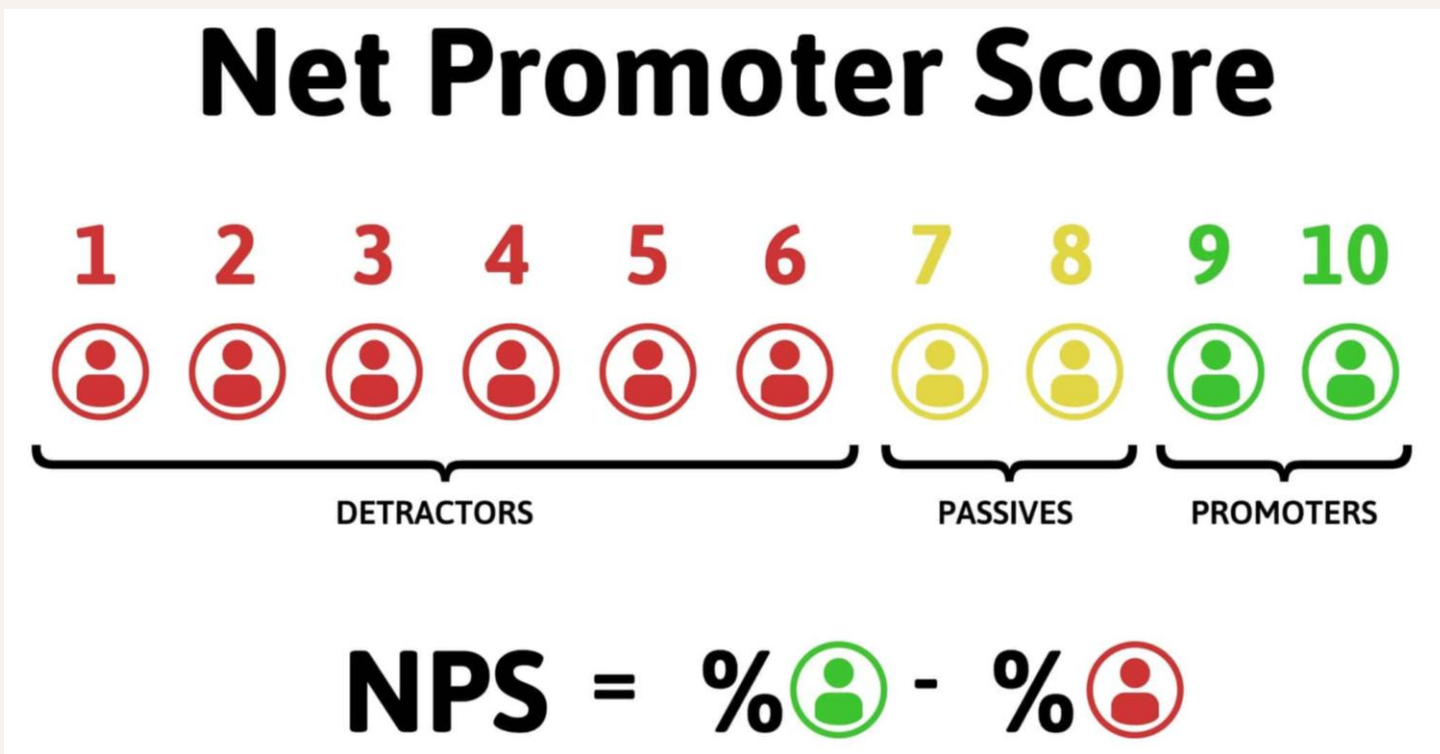 Net Promoter Score
1 2 3 4 5 6 7 8 9 10
DETRACTORS PASSIVES PROMOTERS
NPS = % - %